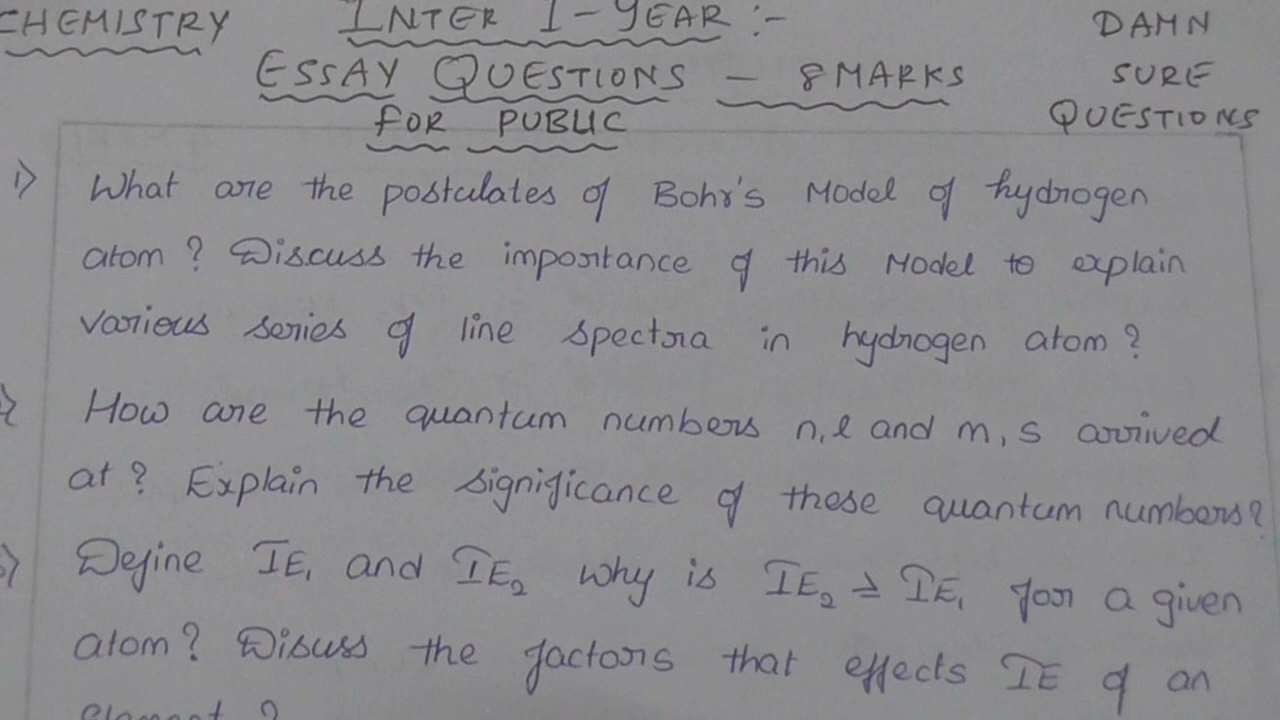 CHEMISTRY INTER I-YEAR :- DAMN
ESSAY QUESTIONS - 8 MARKS SURE
FOR PUBLIC QUESTIONS
1) What are the postulates of Bohr's Model of hydrogen
atom? Discuss the importance of this Model to explain
various series of line spectra in hydrogen atom?
How are the quantum numbers n, l and m, s arrived
at? Explain the significance of these quantum numbers?
Define IE₁ and IE₂ why is IE₂ > IE₁ for a given
atom? Disuss the factors that effects IE of an
element?